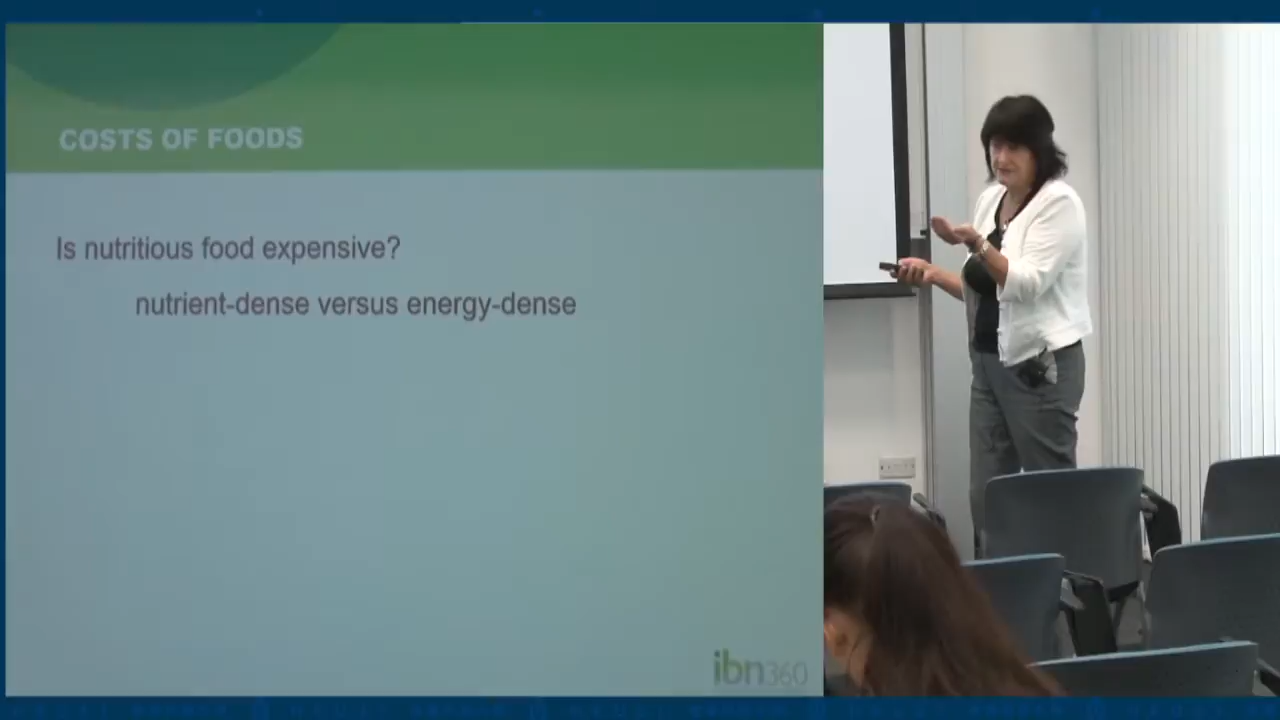 COSTS OF FOODS
Is nutritious food expensive?
nutrient-dense versus energy-dense
ibn360